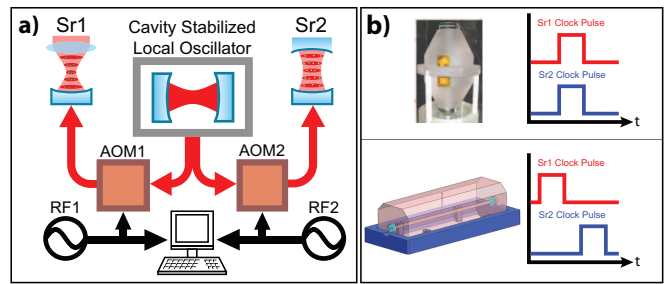 a)
Sr1
Cavity Stabilized
Local Oscillator
Sr2
AOM1
AOM2
RF1
RF2
b)
Sr1 Clock Pulse
Sr2 Clock Pulse
t
Sr1 Clock Pulse
Sr2 Clock Pulse
t